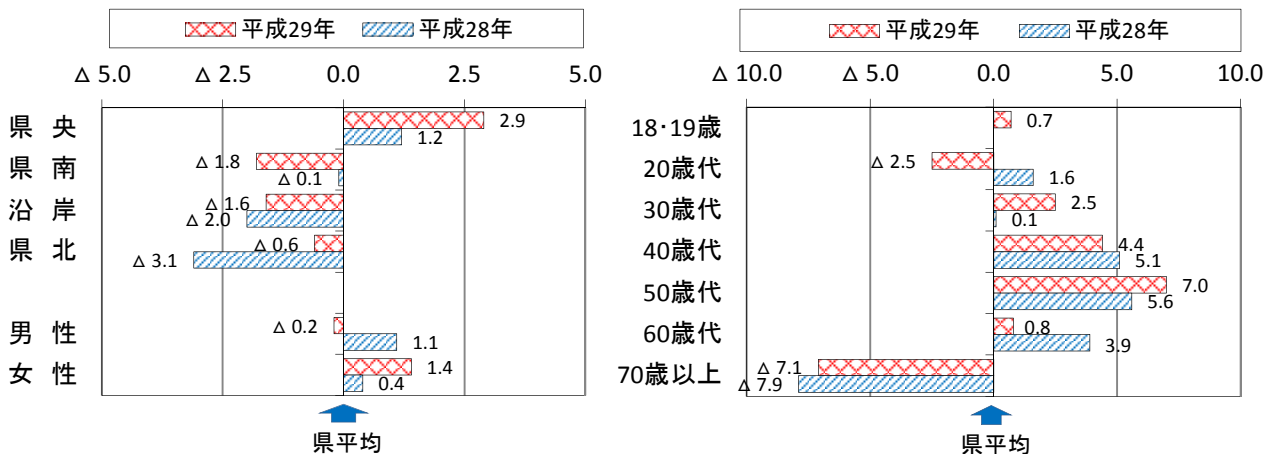 平成29年 平成28年
△ 5.0 △ 2.5 0.0 2.5 5.0
県 央 2.9
1.2
県 南 △ 1.8
△ 0.1
沿 岸 △ 1.6
△ 2.0
県 北 △ 0.6
△ 3.1
男 性 △ 0.2
1.1
女 性 1.4
0.4
県平均
平成29年 平成28年
△ 10.0 △ 5.0 0.0 5.0 10.0
18･19歳 0.7
20歳代 △ 2.5
1.6
30歳代 2.5
0.1
40歳代 4.4
5.1
50歳代 7.0
5.6
60歳代 0.8
3.9
70歳以上 △ 7.1
△ 7.9
県平均